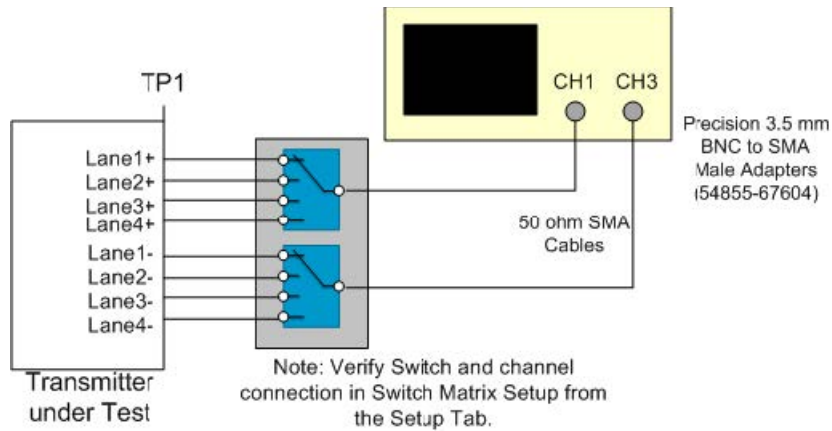 TP1
CH1 CH3
Precision 3.5 mm
BNC to SMA
Male Adapters
(54855-67604)
Lane1+
Lane2+
Lane3+
Lane4+
Lane1-
Lane2-
Lane3-
Lane4-
50 ohm SMA
Cables
Transmitter
under Test
Note: Verify Switch and channel
connection in Switch Matrix Setup from
the Setup Tab.